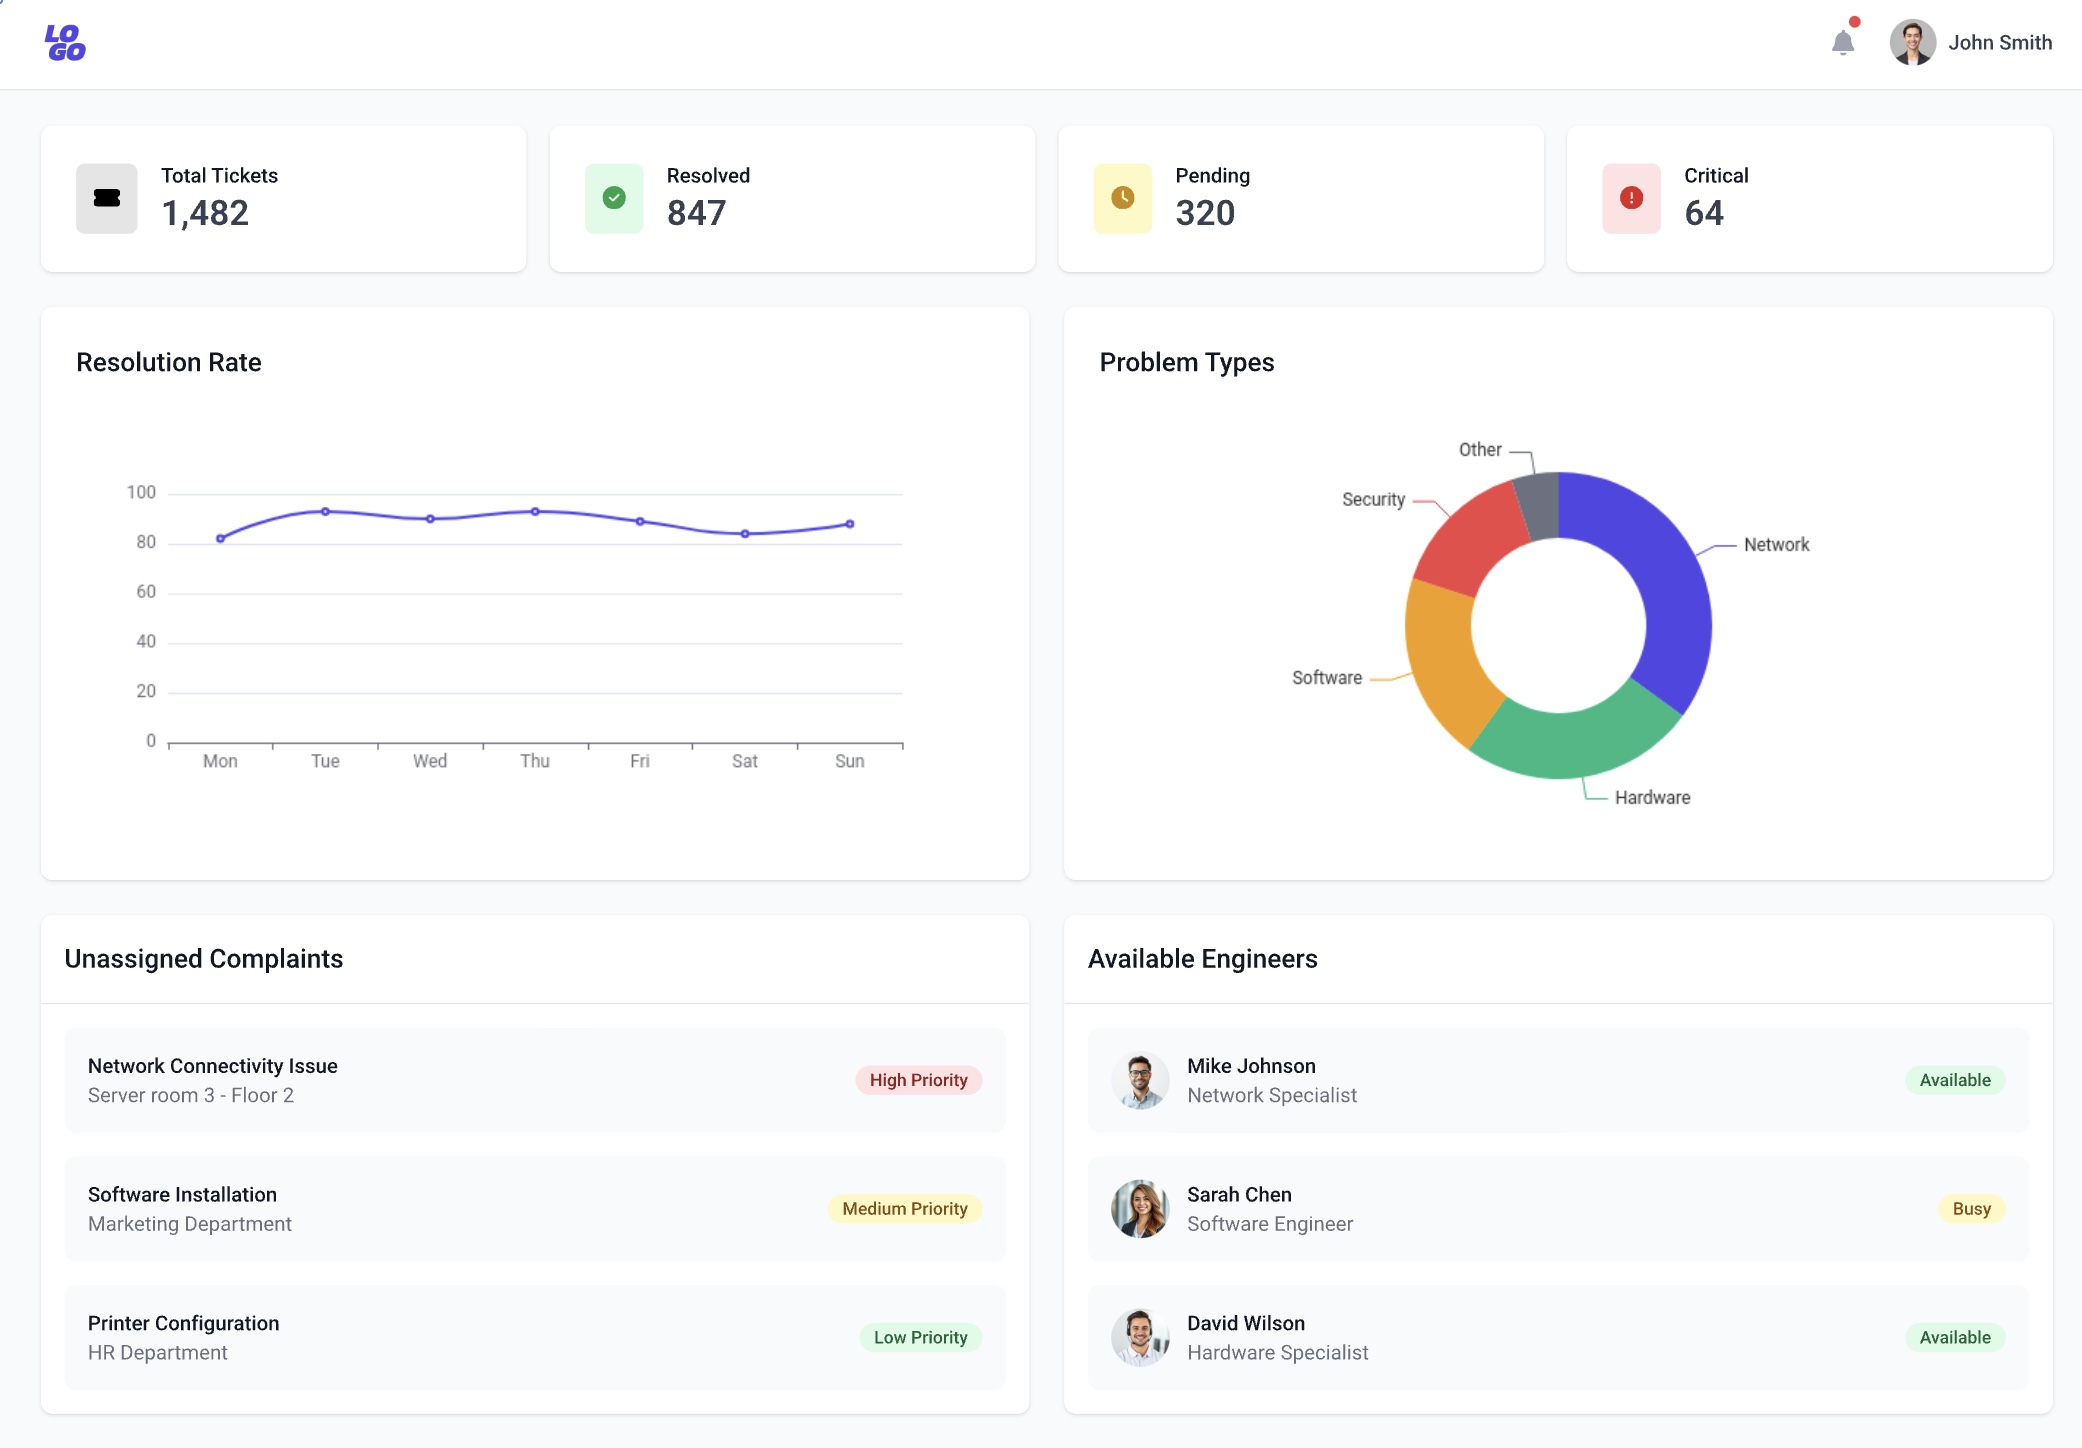 LO
GO
John Smith
Total Tickets
1,482
Resolved
847
Pending
320
Critical
64
Resolution Rate
100
80
60
40
20
0
Mon Tue Wed Thu Fri Sat Sun
Problem Types
Other
Security
Network
Software
Hardware
Unassigned Complaints
Network Connectivity Issue
Server room 3 - Floor 2
High Priority
Software Installation
Marketing Department
Medium Priority
Printer Configuration
HR Department
Low Priority
Available Engineers
Mike Johnson
Network Specialist
Available
Sarah Chen
Software Engineer
Busy
David Wilson
Hardware Specialist
Available